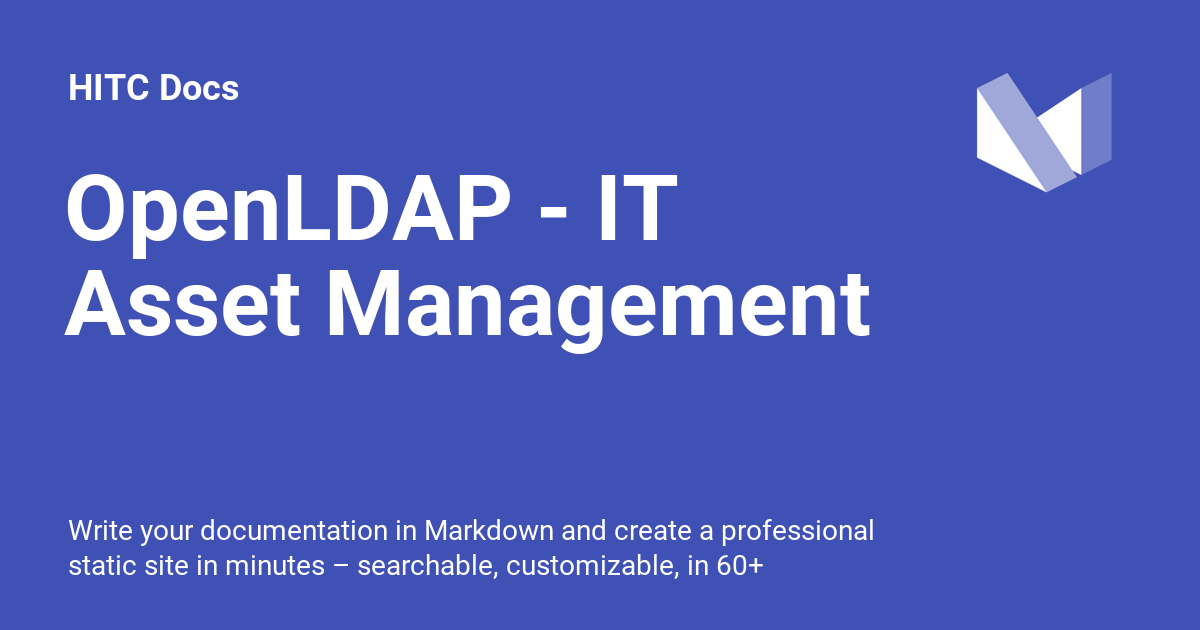 HITC Docs
OpenLDAP - IT
Asset Management
Write your documentation in Markdown and create a professional
static site in minutes – searchable, customizable, in 60+